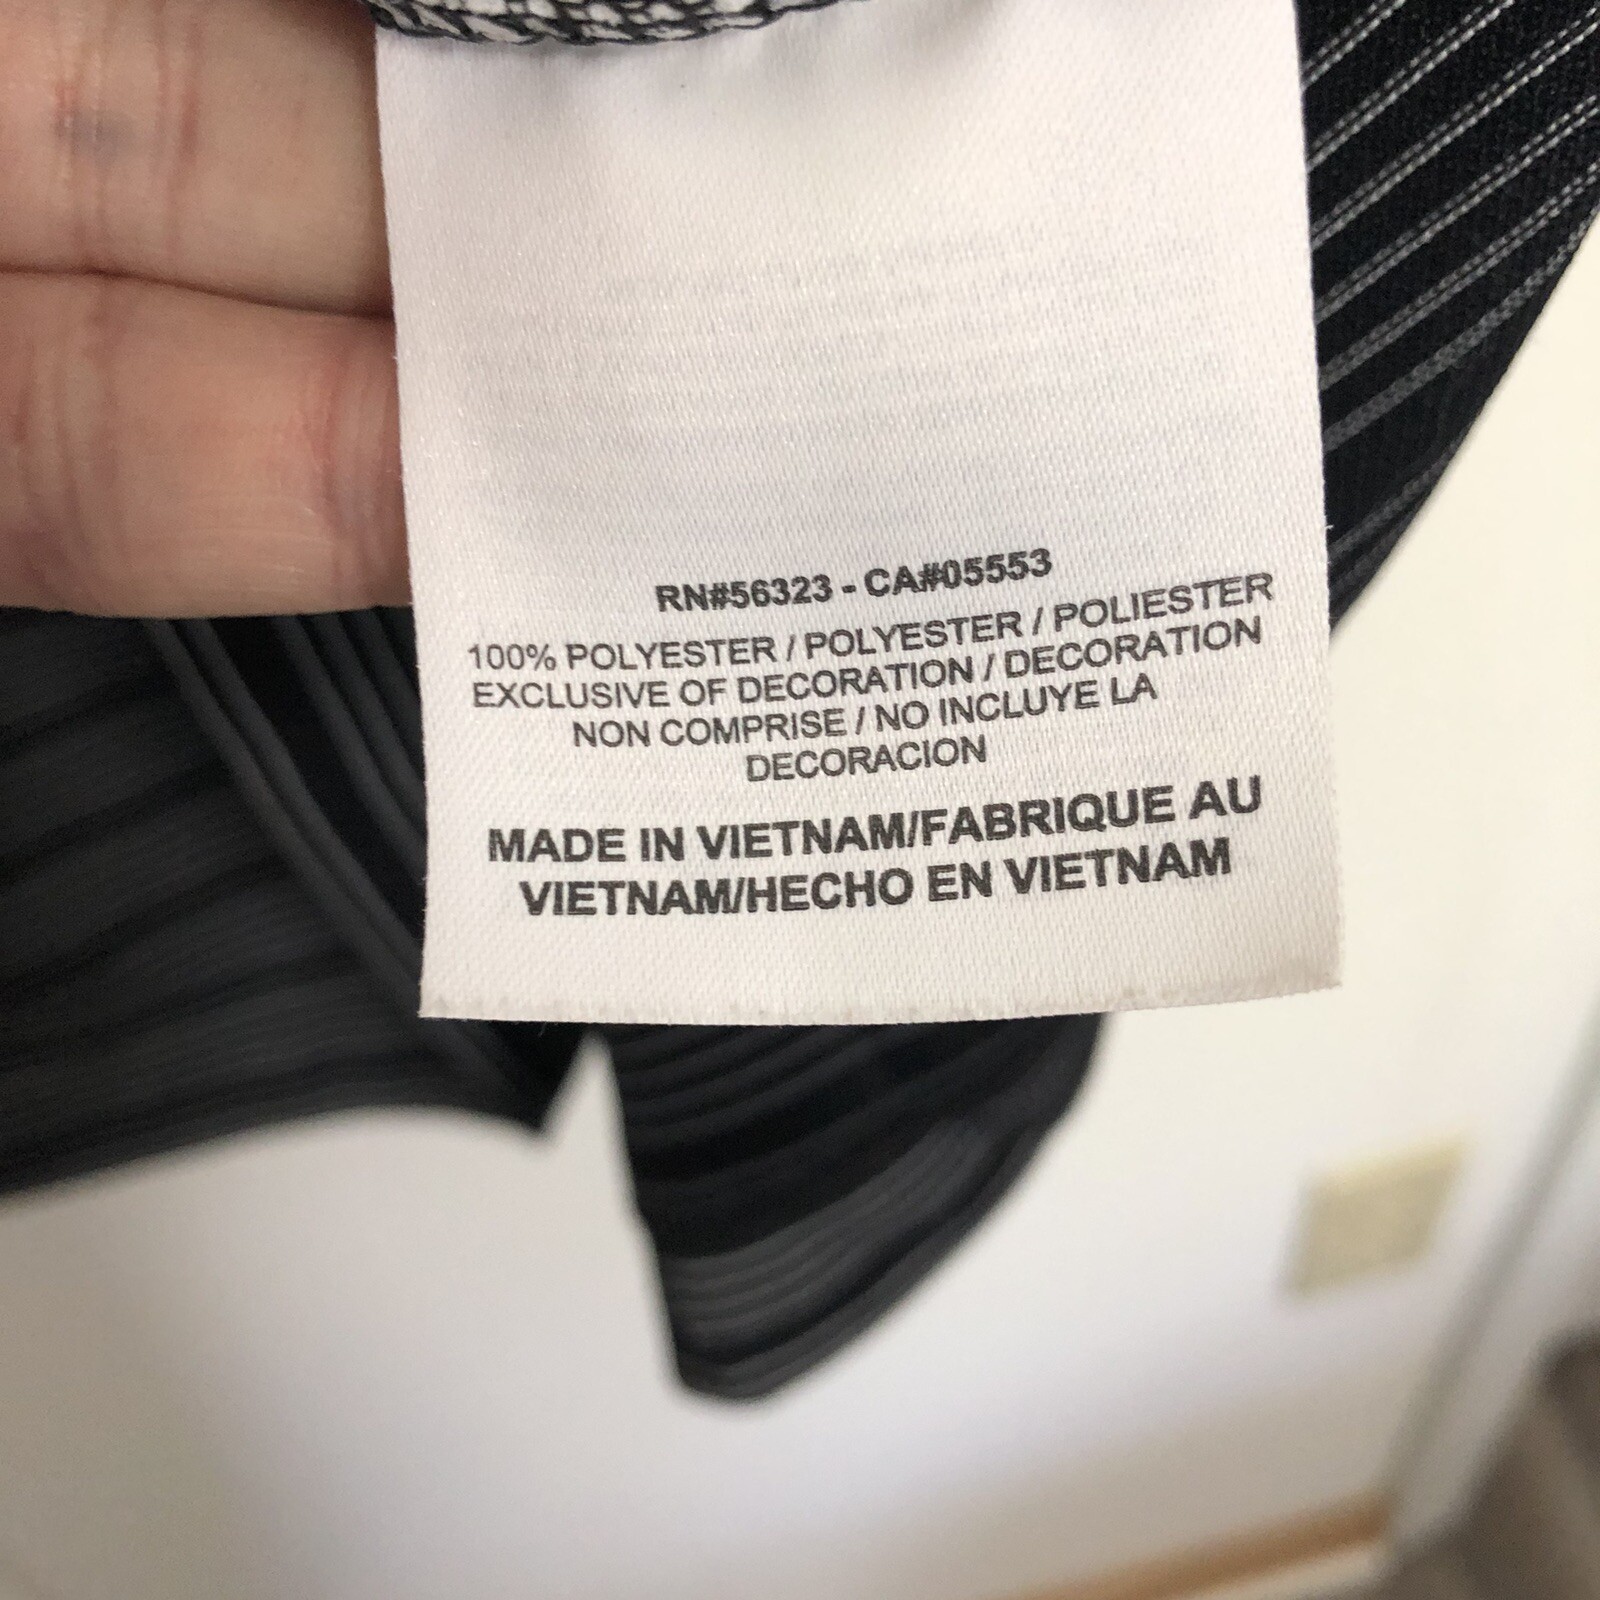 RN#56323 - CA#05553
100% POLYESTER / POLYESTER / POLIESTER
EXCLUSIVE OF DECORATION / DECORATION
NON COMPRISE / NO INCLUYE LA
DECORACION
MADE IN VIETNAM/FABRIQUE AU
VIETNAM/HECHO EN VIETNAM